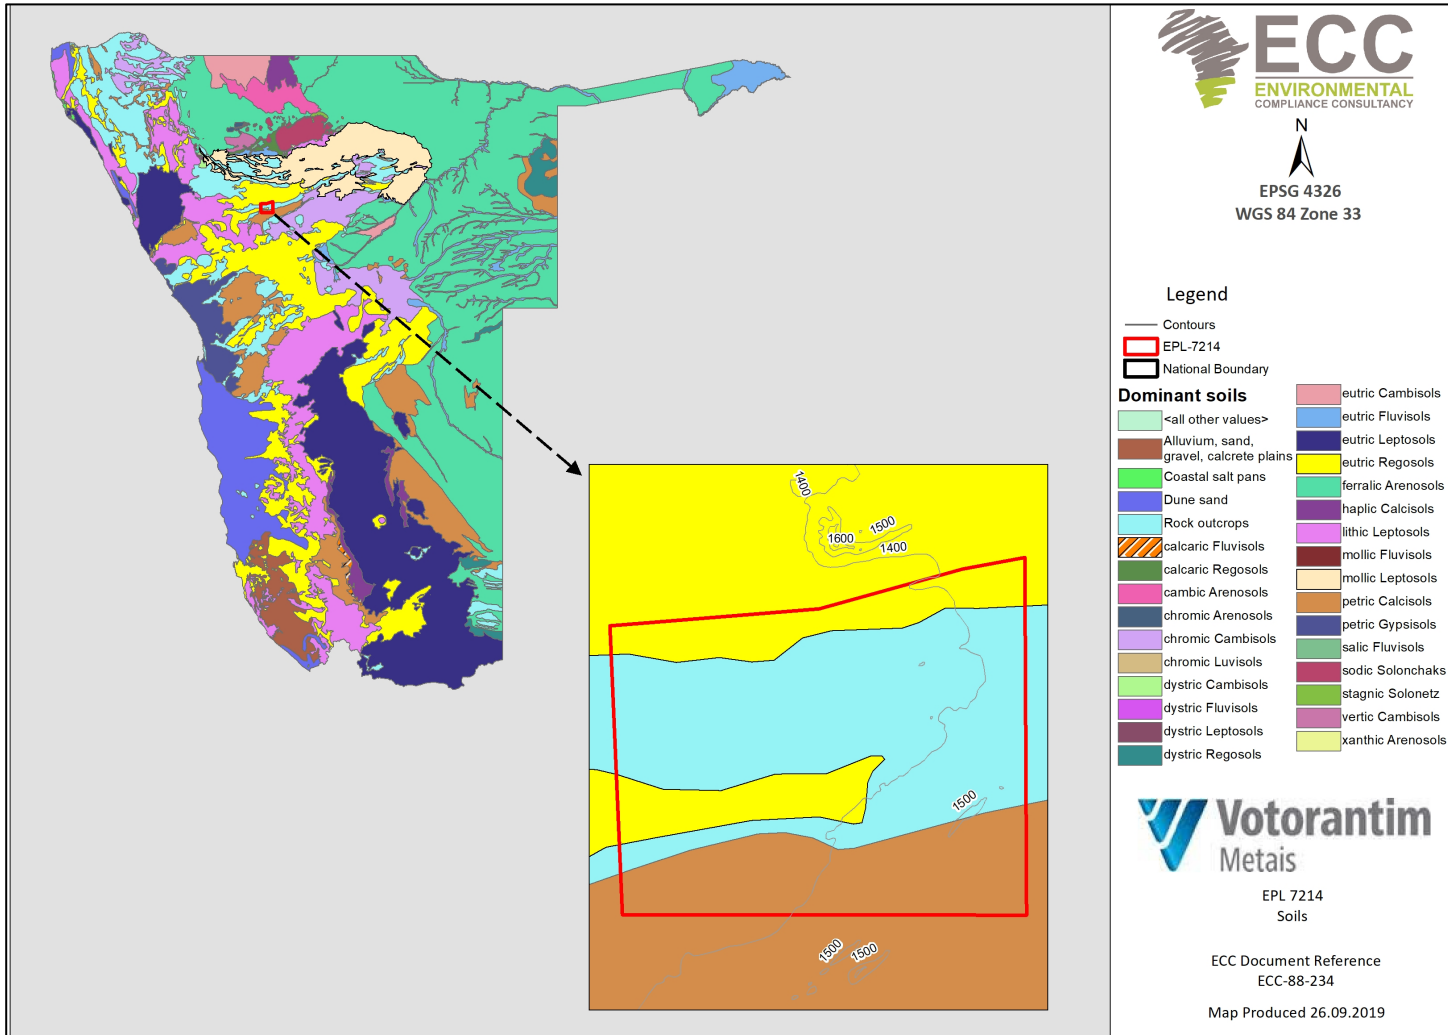 ECC
ENVIRONMENTAL
COMPLIANCE CONSULTANCY
N
EPSG 4326
WGS 84 Zone 33
Legend
Contours
EPL-7214
National Boundary
Dominant soils
<all other values>
Alluvium, sand,
gravel, calcrete plains
Coastal salt pans
Dune sand
Rock outcrops
calcaric Fluvisols
calcaric Regosols
cambic Arenosols
chromic Arenosols
chromic Cambisols
chromic Luvisols
dystric Cambisols
dystric Fluvisols
dystric Leptosols
dystric Regosols
eutric Cambisols
eutric Fluvisols
eutric Leptosols
eutric Regosols
ferralic Arenosols
haplic Calcisols
lithic Leptosols
mollic Fluvisols
mollic Leptosols
petric Calcisols
petric Gypsisols
salic Fluvisols
sodic Solonchaks
stagnic Solonetz
vertic Cambisols
xanthic Arenosols
1400
1500
1600
1400
1500
1500
1500
Votorantim
Metais
EPL 7214
Soils
ECC Document Reference
ECC-88-234
Map Produced 26.09.2019